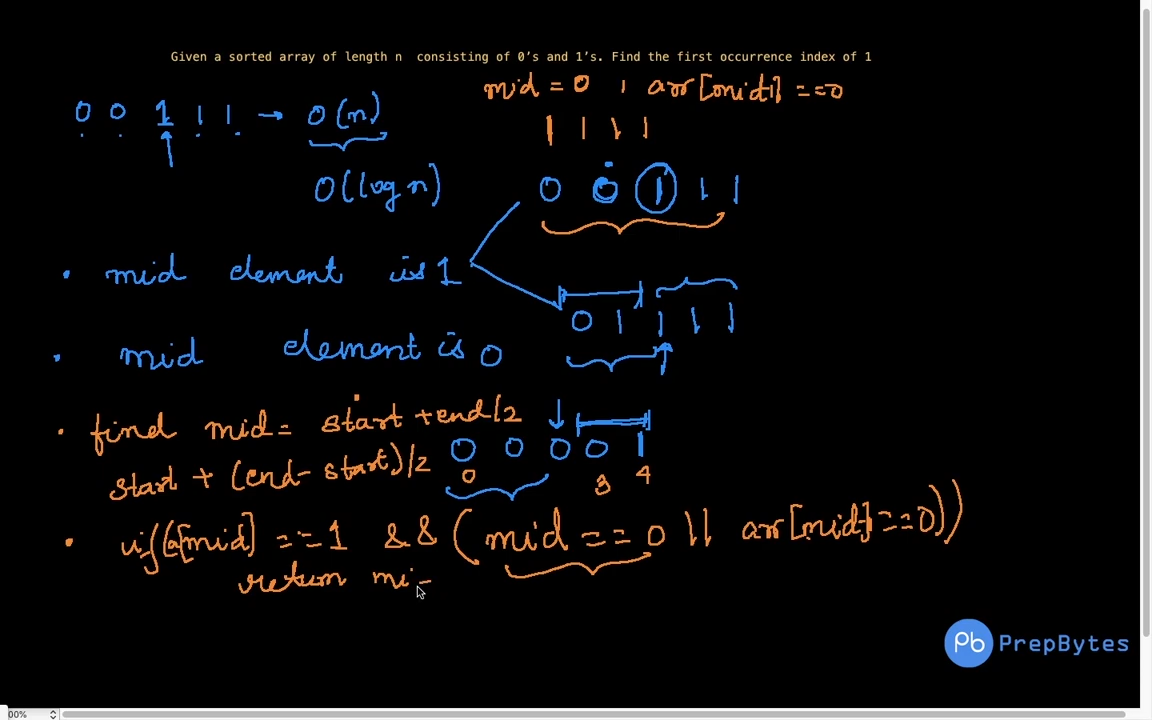 Given a sorted array of length n consisting of 0's and 1's. Find the first occurrence index of 1
mid = 0 , arr[mid-1] == 0
0 0 1 1 1 → O(n)
1 1 1 1
O(log n)
0 0 1 1 1
• mid element is 1
0 1 1 1 1
• mid element is 0
• find mid = start + end/2
0 0 0 0 1
start + (end - start)/2
0 3 4
• if(a[mid] == 1 && (mid == 0 || arr[mid-1] == 0))
return mi
Pb PrepBytes
00%